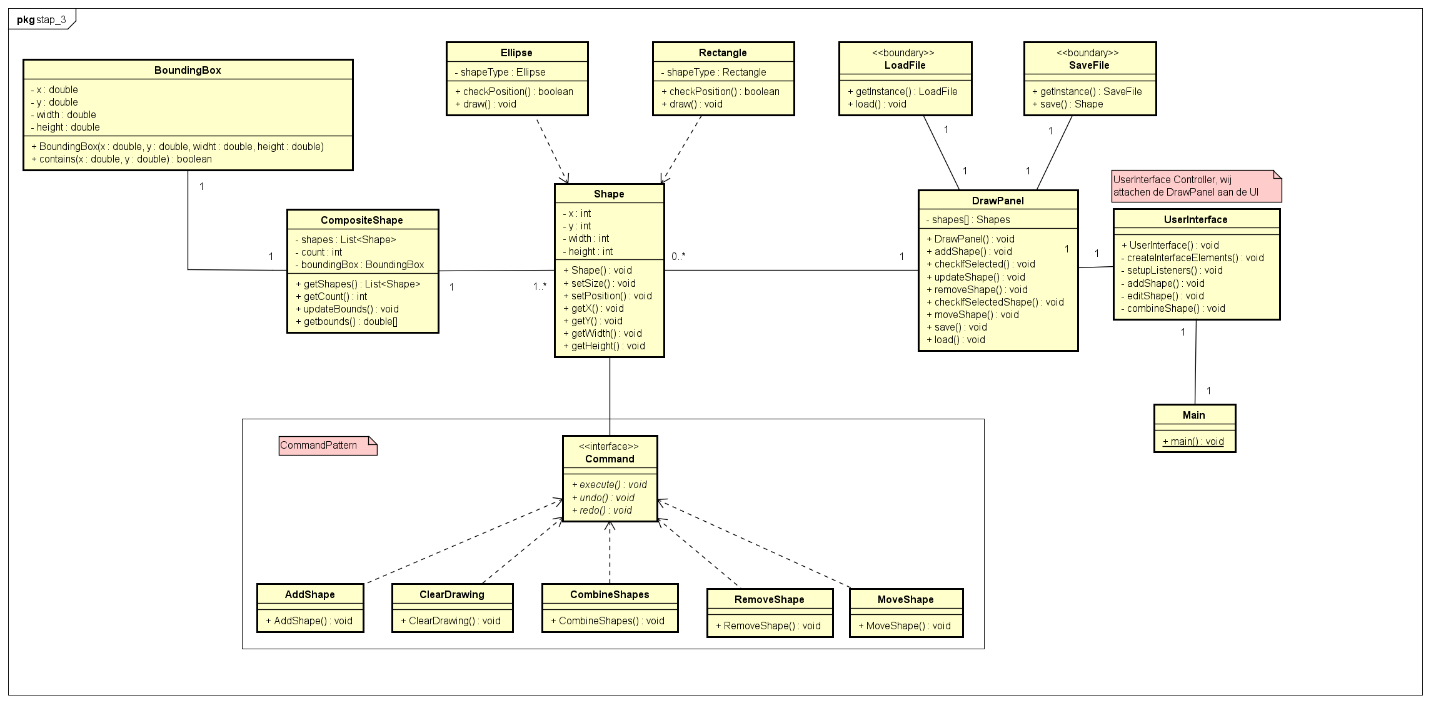 pkg stap_3
BoundingBox
- x : double
- y : double
- width : double
- height : double
+ BoundingBox(x : double, y : double, widht : double, height : double)
+ contains(x : double, y : double) : boolean
1
Ellipse
- shapeType : Ellipse
+ checkPosition() : boolean
+ draw() : void
Rectangle
- shapeType : Rectangle
+ checkPosition() : boolean
+ draw() : void
<<boundary>>
LoadFile
+ getInstance() : LoadFile
+ load() : void
1
1
<<boundary>>
SaveFile
+ getInstance() : SaveFile
+ save() : Shape
1
1
CompositeShape
- shapes : List<Shape>
- count : int
- boundingBox : BoundingBox
+ getShapes() : List<Shape>
+ getCount() : int
+ updateBounds() : void
+ getbounds() : double[]
1
1
1..*
Shape
- x : int
- y : int
- width : int
- height : int
+ Shape() : void
+ setSize() : void
+ setPosition() : void
+ getX() : void
+ getY() : void
+ getWidth() : void
+ getHeight() : void
0..*
1
DrawPanel
- shapes[] : Shapes
+ DrawPanel() : void
+ addShape() : void
+ checkIfSelected() : void
+ updateShape() : void
+ removeShape() : void
+ checkIfSelectedShape() : void
+ moveShape() : void
+ save() : void
+ load() : void
1
1
UserInterface Controller, wij
attachen de DrawPanel aan de UI
UserInterface
+ UserInterface() : void
- createInterfaceElements() : void
- setupListeners() : void
- addShape() : void
- editShape() : void
- combineShape() : void
1
1
Main
+ main() : void
CommandPattern
<<interface>>
Command
+ execute() : void
+ undo() : void
+ redo() : void
AddShape
+ AddShape() : void
ClearDrawing
+ ClearDrawing() : void
CombineShapes
+ CombineShapes() : void
RemoveShape
+ RemoveShape() : void
MoveShape
+ MoveShape() : void